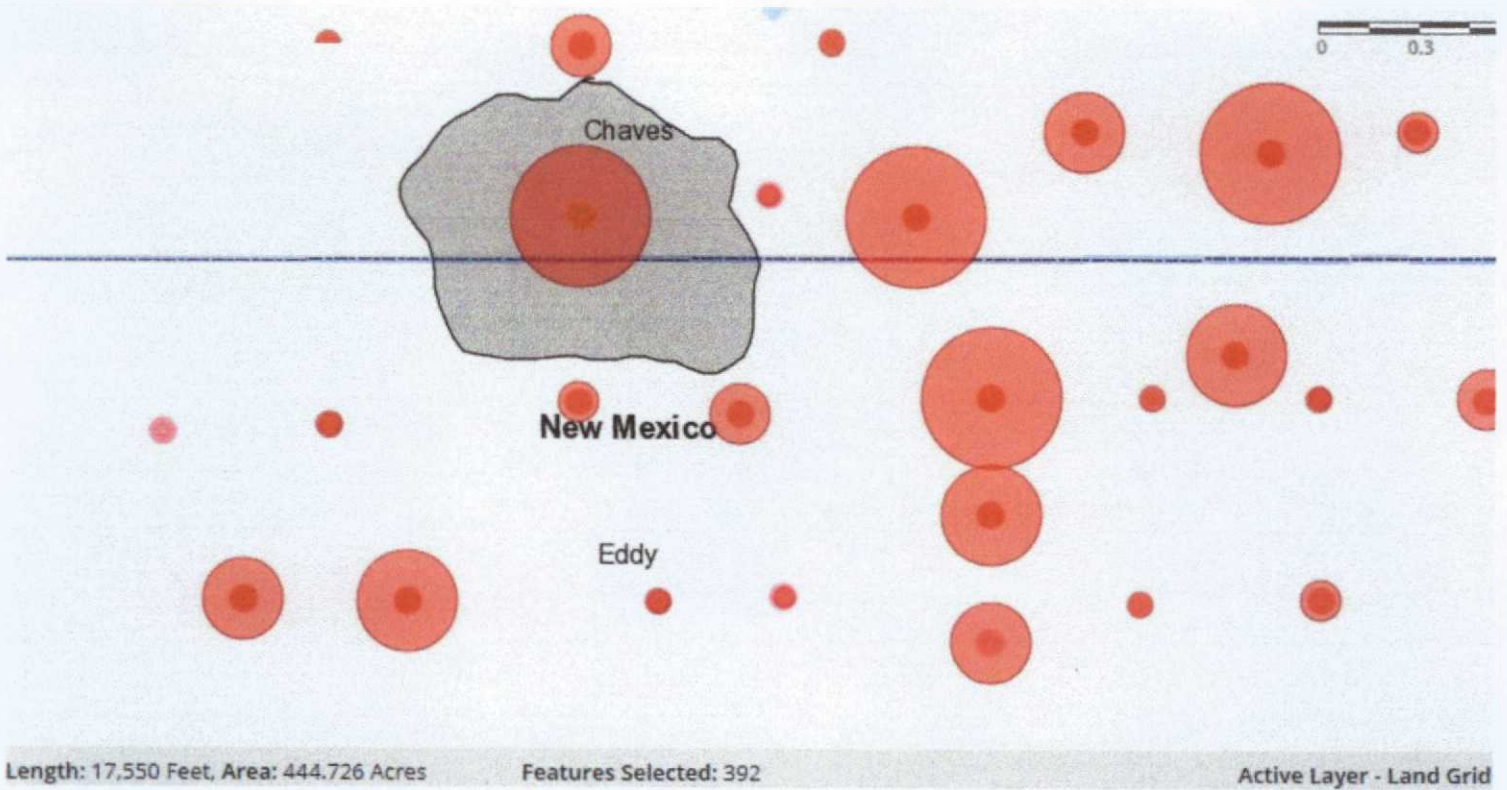 0 0.3
Chaves
New Mexico
Eddy
Length: 17,550 Feet, Area: 444.726 Acres Features Selected: 392 Active Layer - Land Grid